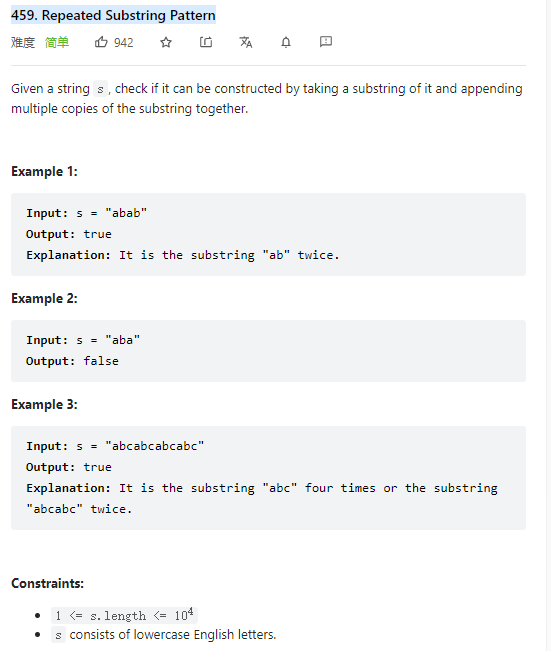 459. Repeated Substring Pattern
难度 简单 942
Given a string s , check if it can be constructed by taking a substring of it and appending
multiple copies of the substring together.
Example 1:
Input: s = "abab"
Output: true
Explanation: It is the substring "ab" twice.
Example 2:
Input: s = "aba"
Output: false
Example 3:
Input: s = "abcabcabcabc"
Output: true
Explanation: It is the substring "abc" four times or the substring
"abcabc" twice.
Constraints:
• 1 <= s.length <= 10⁴
• s consists of lowercase English letters.